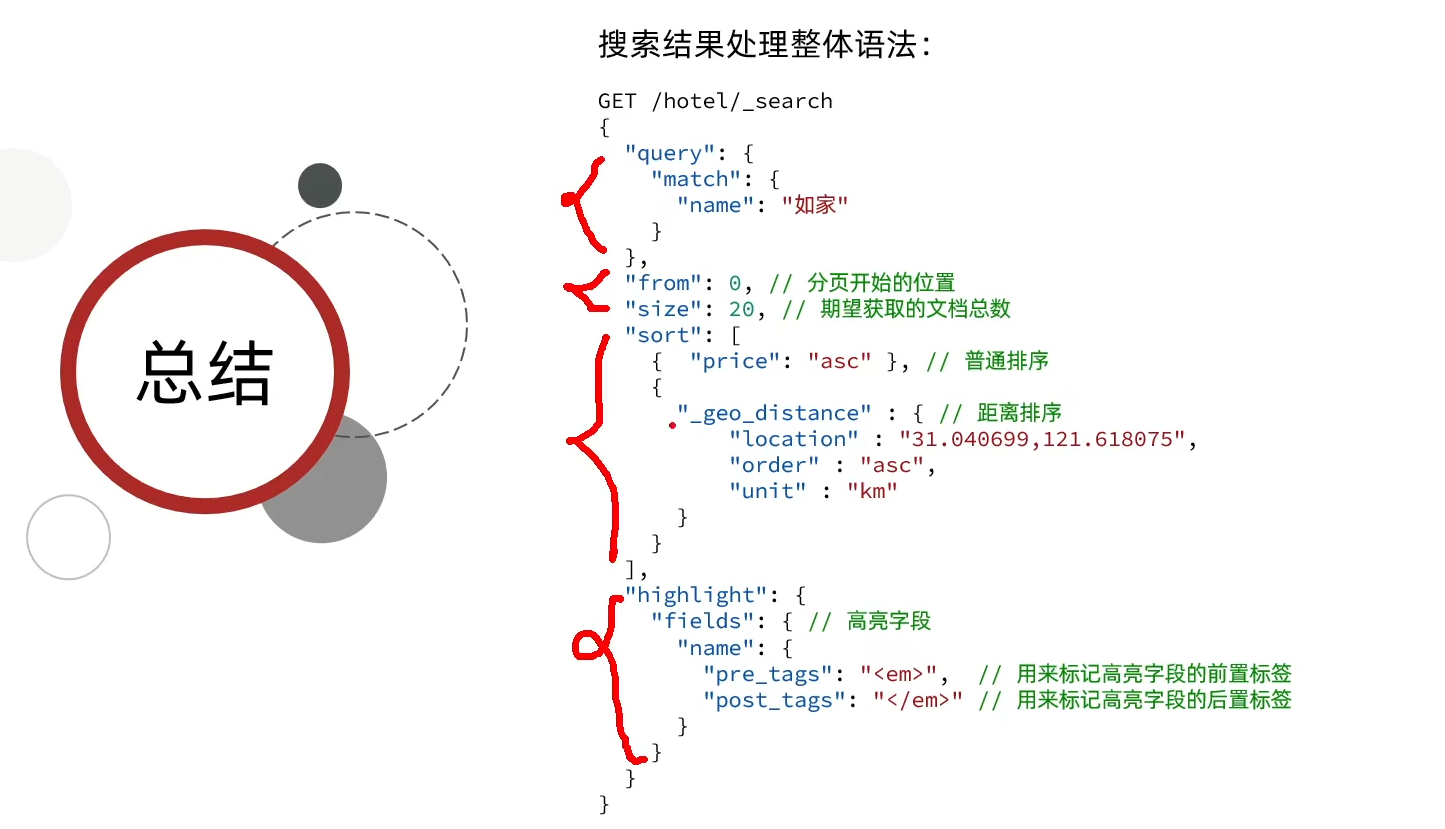 总结
搜索结果处理整体语法：
GET /hotel/_search
{
  "query": {
    "match": {
      "name": "如家"
    }
  },
  "from": 0, // 分页开始的位置
  "size": 20, // 期望获取的文档总数
  "sort": [
    {  "price": "asc" }, // 普通排序
    {
      "_geo_distance" : { // 距离排序
          "location" : "31.040699,121.618075",
          "order" : "asc",
          "unit" : "km"
      }
    }
  ],
  "highlight": {
    "fields": { // 高亮字段
      "name": {
        "pre_tags": "<em>",  // 用来标记高亮字段的前置标签
        "post_tags": "</em>" // 用来标记高亮字段的后置标签
      }
    }
  }
}